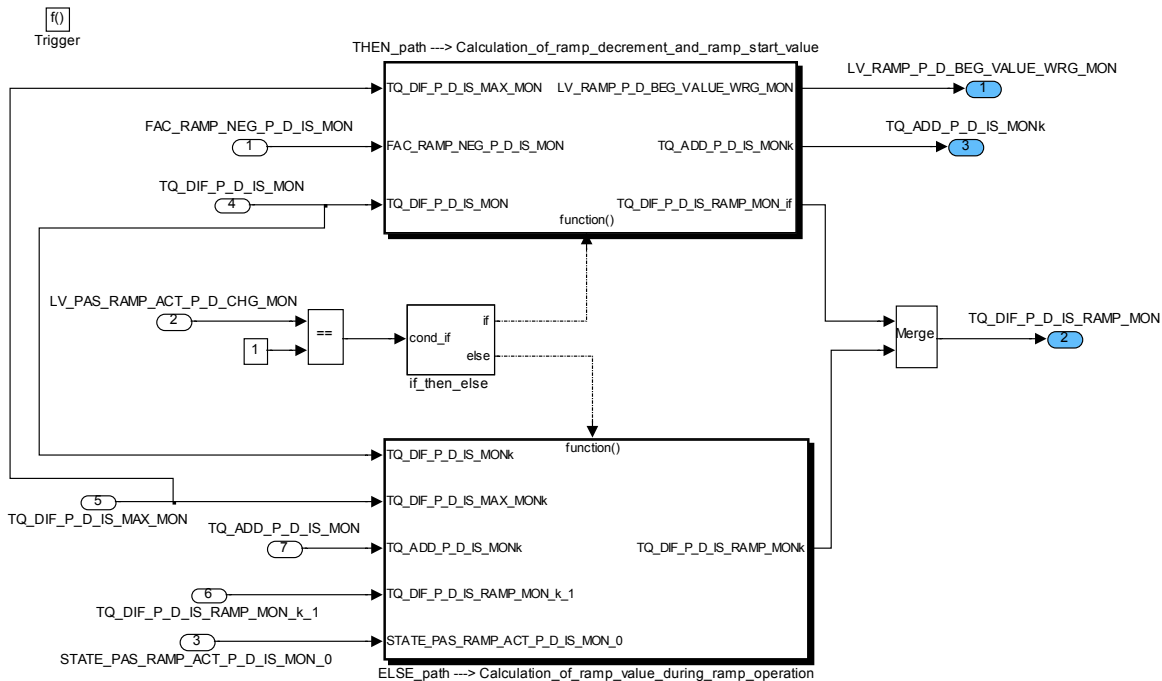 f()
Trigger
THEN_path ---> Calculation_of_ramp_decrement_and_ramp_start_value
TQ_DIF_P_D_IS_MAX_MON
LV_RAMP_P_D_BEG_VALUE_WRG_MON
LV_RAMP_P_D_BEG_VALUE_WRG_MON
1
FAC_RAMP_NEG_P_D_IS_MON
1
FAC_RAMP_NEG_P_D_IS_MON
TQ_ADD_P_D_IS_MONk
TQ_ADD_P_D_IS_MONk
3
TQ_DIF_P_D_IS_MON
4
TQ_DIF_P_D_IS_MON
TQ_DIF_P_D_IS_RAMP_MON_if
function()
LV_PAS_RAMP_ACT_P_D_CHG_MON
2
1
==
cond_if
if
else
if_then_else
Merge
TQ_DIF_P_D_IS_RAMP_MON
2
function()
TQ_DIF_P_D_IS_MONk
5
TQ_DIF_P_D_IS_MAX_MON
TQ_DIF_P_D_IS_MAX_MONk
TQ_ADD_P_D_IS_MON
7
TQ_ADD_P_D_IS_MONk
TQ_DIF_P_D_IS_RAMP_MONk
6
TQ_DIF_P_D_IS_RAMP_MON_k_1
TQ_DIF_P_D_IS_RAMP_MON_k_1
3
STATE_PAS_RAMP_ACT_P_D_IS_MON_0
STATE_PAS_RAMP_ACT_P_D_IS_MON_0
ELSE_path ---> Calculation_of_ramp_value_during_ramp_operation